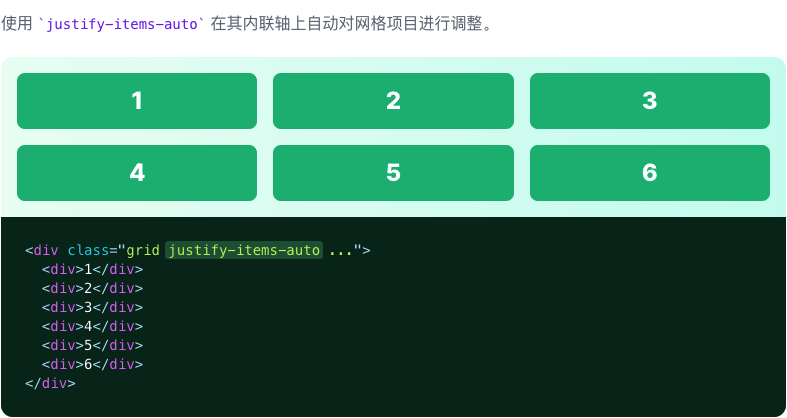 使用 `justify-items-auto` 在其内联轴上自动对网格项目进行调整。
1 2 3
4 5 6
<div class="grid justify-items-auto ...">
  <div>1</div>
  <div>2</div>
  <div>3</div>
  <div>4</div>
  <div>5</div>
  <div>6</div>
</div>